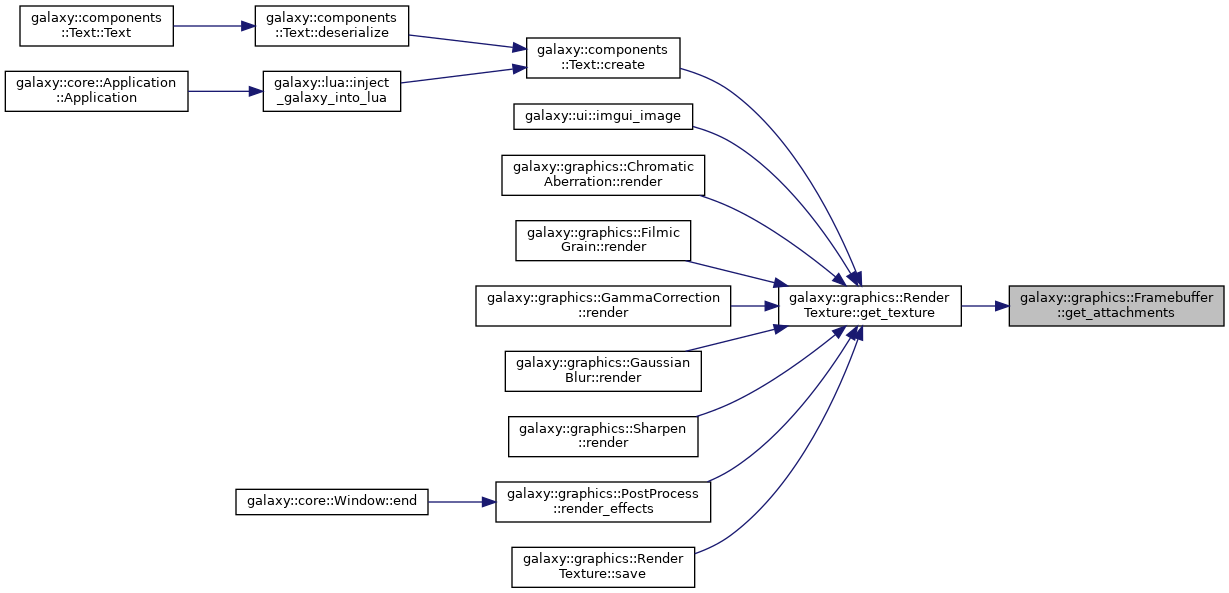 galaxy::components
::Text::Text
galaxy::components
::Text::deserialize
galaxy::components
::Text::create
galaxy::core::Application
::Application
galaxy::lua::inject
_galaxy_into_lua
galaxy::ui::imgui_image
galaxy::graphics::Chromatic
Aberration::render
galaxy::graphics::Filmic
Grain::render
galaxy::graphics::GammaCorrection
::render
galaxy::graphics::Render
Texture::get_texture
galaxy::graphics::Framebuffer
::get_attachments
galaxy::graphics::Gaussian
Blur::render
galaxy::graphics::Sharpen
::render
galaxy::core::Window::end
galaxy::graphics::PostProcess
::render_effects
galaxy::graphics::Render
Texture::save